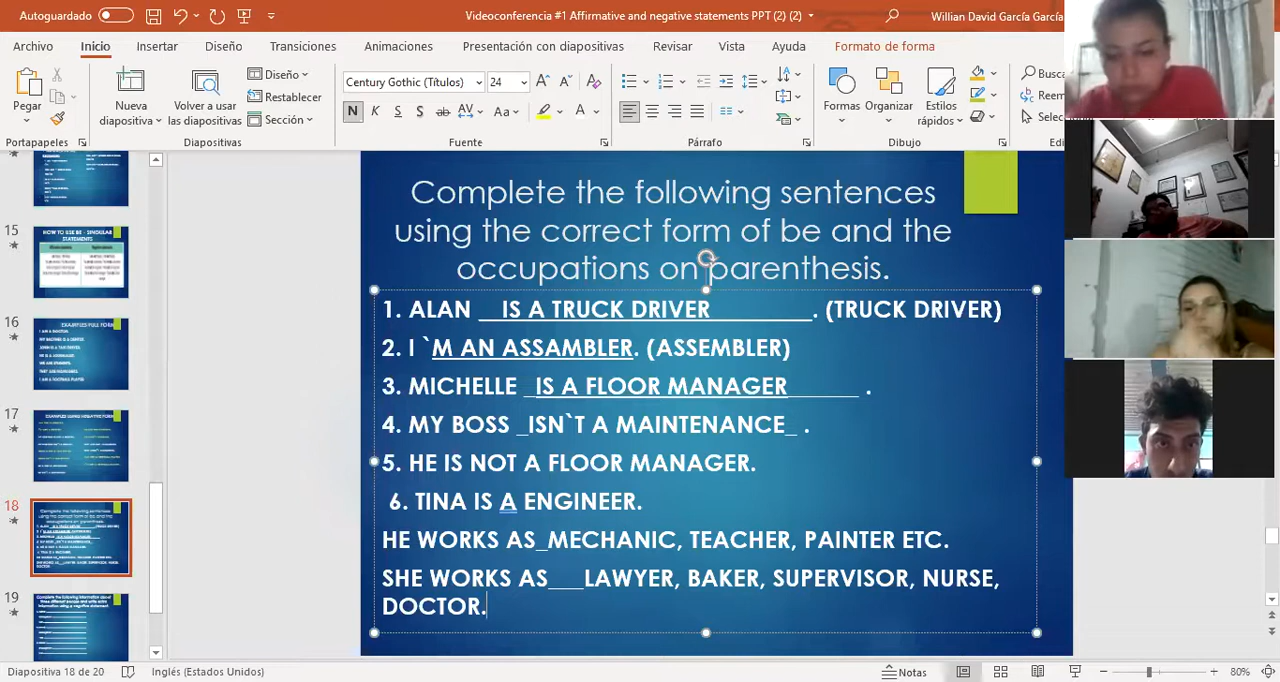 Autoguardado
Videoconferencia #1 Affirmative and negative statements PPT (2) (2)
Willian David García García
Archivo Inicio Insertar Diseño Transiciones Animaciones Presentación con diapositivas Revisar Vista Ayuda Formato de forma
Pegar
Portapapeles
Nueva diapositiva
Volver a usar las diapositivas
Diseño
Restablecer
Sección
Diapositivas
Century Gothic (Títulos) 24
N K S S ab AV Aa A
Fuente
Párrafo
Formas Organizar Estilos rápidos
Dibujo
Complete the following sentences
using the correct form of be and the
occupations on parenthesis.
1. ALAN __IS A TRUCK DRIVER________. (TRUCK DRIVER)
2. I `M AN ASSAMBLER. (ASSEMBLER)
3. MICHELLE _IS A FLOOR MANAGER______ .
4. MY BOSS _ISN`T A MAINTENANCE_ .
5. HE IS NOT A FLOOR MANAGER.
6. TINA IS A ENGINEER.
HE WORKS AS_MECHANIC, TEACHER, PAINTER ETC.
SHE WORKS AS___LAWYER, BAKER, SUPERVISOR, NURSE,
DOCTOR.
15
16
17
18
19
Diapositiva 18 de 20 Inglés (Estados Unidos) Notas 80%